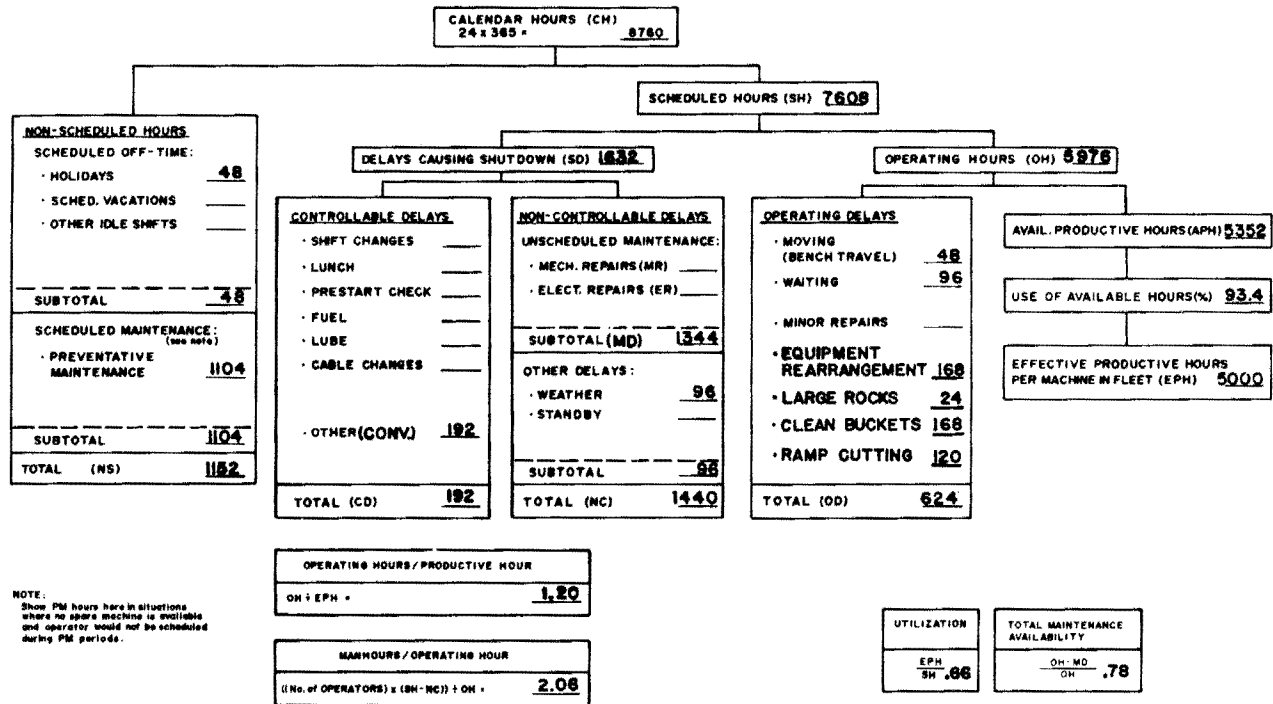 CALENDAR HOURS (CH)
24 x 365 = 8760
SCHEDULED HOURS (SH) 7608
NON-SCHEDULED HOURS
SCHEDULED OFF-TIME:
· HOLIDAYS 48
· SCHED. VACATIONS
· OTHER IDLE SHIFTS
SUBTOTAL 48
SCHEDULED MAINTENANCE:
(see note)
· PREVENTATIVE
MAINTENANCE 1104
SUBTOTAL 1104
TOTAL (NS) 1152
DELAYS CAUSING SHUTDOWN (SD) 1632
CONTROLLABLE DELAYS
· SHIFT CHANGES
· LUNCH
· PRESTART CHECK
· FUEL
· LUBE
· CABLE CHANGES
· OTHER (CONV.) 192
TOTAL (CD) 192
NON-CONTROLLABLE DELAYS
UNSCHEDULED MAINTENANCE:
· MECH. REPAIRS (MR)
· ELECT. REPAIRS (ER)
SUBTOTAL (MD) 1344
OTHER DELAYS:
· WEATHER 96
· STANDBY
SUBTOTAL 96
TOTAL (NC) 1440
OPERATING HOURS (OH) 5976
OPERATING DELAYS
· MOVING
(BENCH TRAVEL) 48
· WAITING 96
· MINOR REPAIRS
· EQUIPMENT
REARRANGEMENT 168
· LARGE ROCKS 24
· CLEAN BUCKETS 168
· RAMP CUTTING 120
TOTAL (OD) 624
AVAIL. PRODUCTIVE HOURS (APH) 5352
USE OF AVAILABLE HOURS (%) 93.4
EFFECTIVE PRODUCTIVE HOURS
PER MACHINE IN FLEET (EPH) 5000
OPERATING HOURS / PRODUCTIVE HOUR
OH ÷ EPH = 1.20
MANHOURS / OPERATING HOUR
((No. of OPERATORS) x (SH-NC)) ÷ OH = 2.06
NOTE:
Show PM hours here in situations
where no spare machine is available
and operator would not be scheduled
during PM periods.
UTILIZATION
EPH
SH .66
TOTAL MAINTENANCE
AVAILABILITY
OH-MD
OH .78